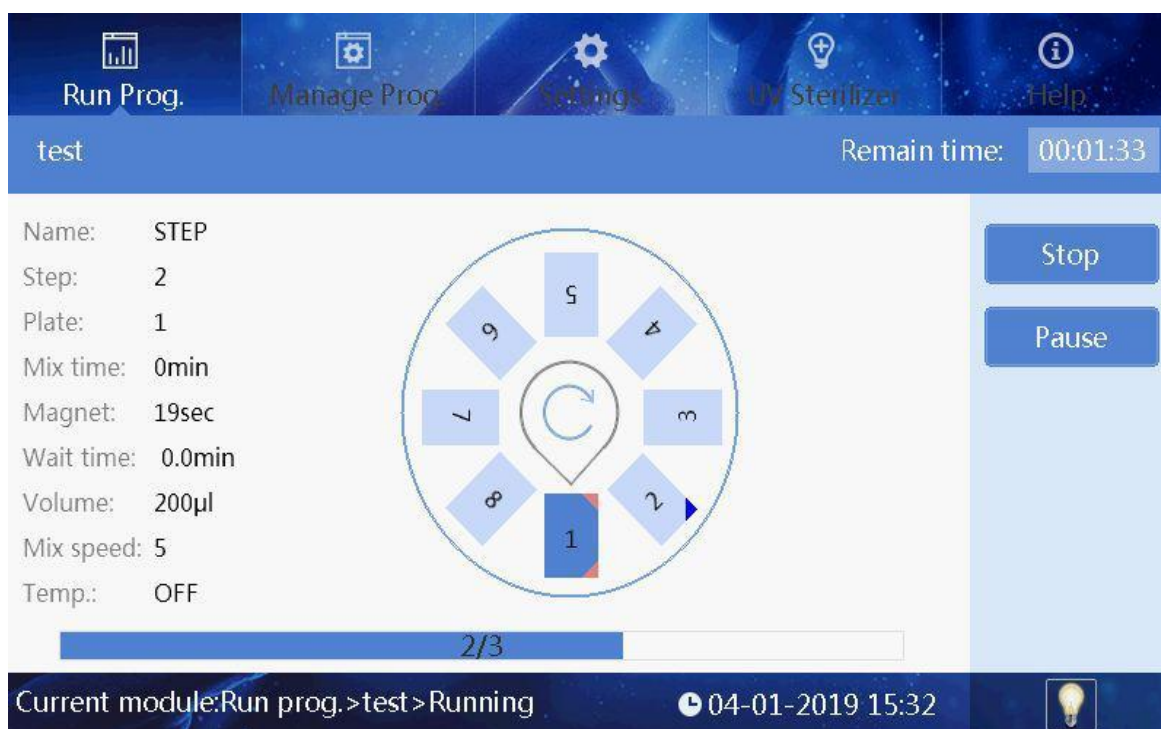 Run Prog. Manage Prog. Settings UV Sterilizer Help
test Remain time: 00:01:33
Name: STEP
Step: 2
Plate: 1
Mix time: 0min
Magnet: 19sec
Wait time: 0.0min
Volume: 200µl
Mix speed: 5
Temp.: OFF
5
6
4
7
3
8
2
1
Stop
Pause
2/3
Current module:Run prog.>test>Running 04-01-2019 15:32